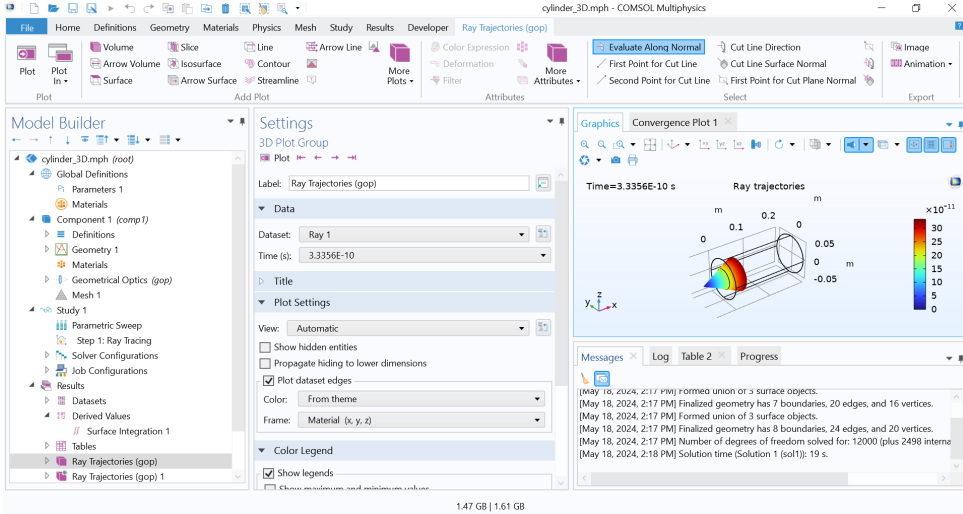 cylinder_3D.mph - COMSOL Multiphysics
File Home Definitions Geometry Materials Physics Mesh Study Results Developer Ray Trajectories (gop)
Plot
Plot In
Volume
Arrow Volume
Surface
Slice
Isosurface
Arrow Surface
Line
Contour
Streamline
Arrow Line
More Plots
Color Expression
Deformation
Filter
More Attributes
Evaluate Along Normal
First Point for Cut Line
Second Point for Cut Line
Cut Line Direction
Cut Line Surface Normal
First Point for Cut Plane Normal
Image
Animation
Plot Add Plot Attributes Select Export
Model Builder
cylinder_3D.mph (root)
Global Definitions
Parameters 1
Materials
Component 1 (comp1)
Definitions
Geometry 1
Materials
Geometrical Optics (gop)
Mesh 1
Study 1
Parametric Sweep
Step 1: Ray Tracing
Solver Configurations
Job Configurations
Results
Datasets
Derived Values
Surface Integration 1
Tables
Ray Trajectories (gop)
Ray Trajectories (gop) 1
Settings
3D Plot Group
Plot
Label: Ray Trajectories (gop)
Data
Dataset: Ray 1
Time (s): 3.3356E-10
Title
Plot Settings
View: Automatic
Show hidden entities
Propagate hiding to lower dimensions
Plot dataset edges
Color: From theme
Frame: Material (x, y, z)
Color Legend
Show legends
Show maximum and minimum values
Graphics Convergence Plot 1
Time=3.3356E-10 s Ray trajectories
m
m
0.2
0.1
0
0
0.05
0
-0.05
m
×10⁻¹¹
30
25
20
15
10
5
0
y z x
Messages Log Table 2 Progress
[May 18, 2024, 2:17 PM] Formed union of 3 surface objects.
[May 18, 2024, 2:17 PM] Finalized geometry has 7 boundaries, 20 edges, and 16 vertices.
[May 18, 2024, 2:17 PM] Formed union of 3 surface objects.
[May 18, 2024, 2:17 PM] Finalized geometry has 8 boundaries, 24 edges, and 20 vertices.
[May 18, 2024, 2:17 PM] Number of degrees of freedom solved for: 12000 (plus 2498 interna
[May 18, 2024, 2:18 PM] Solution time (Solution 1 (sol1)): 19 s.
1.47 GB | 1.61 GB